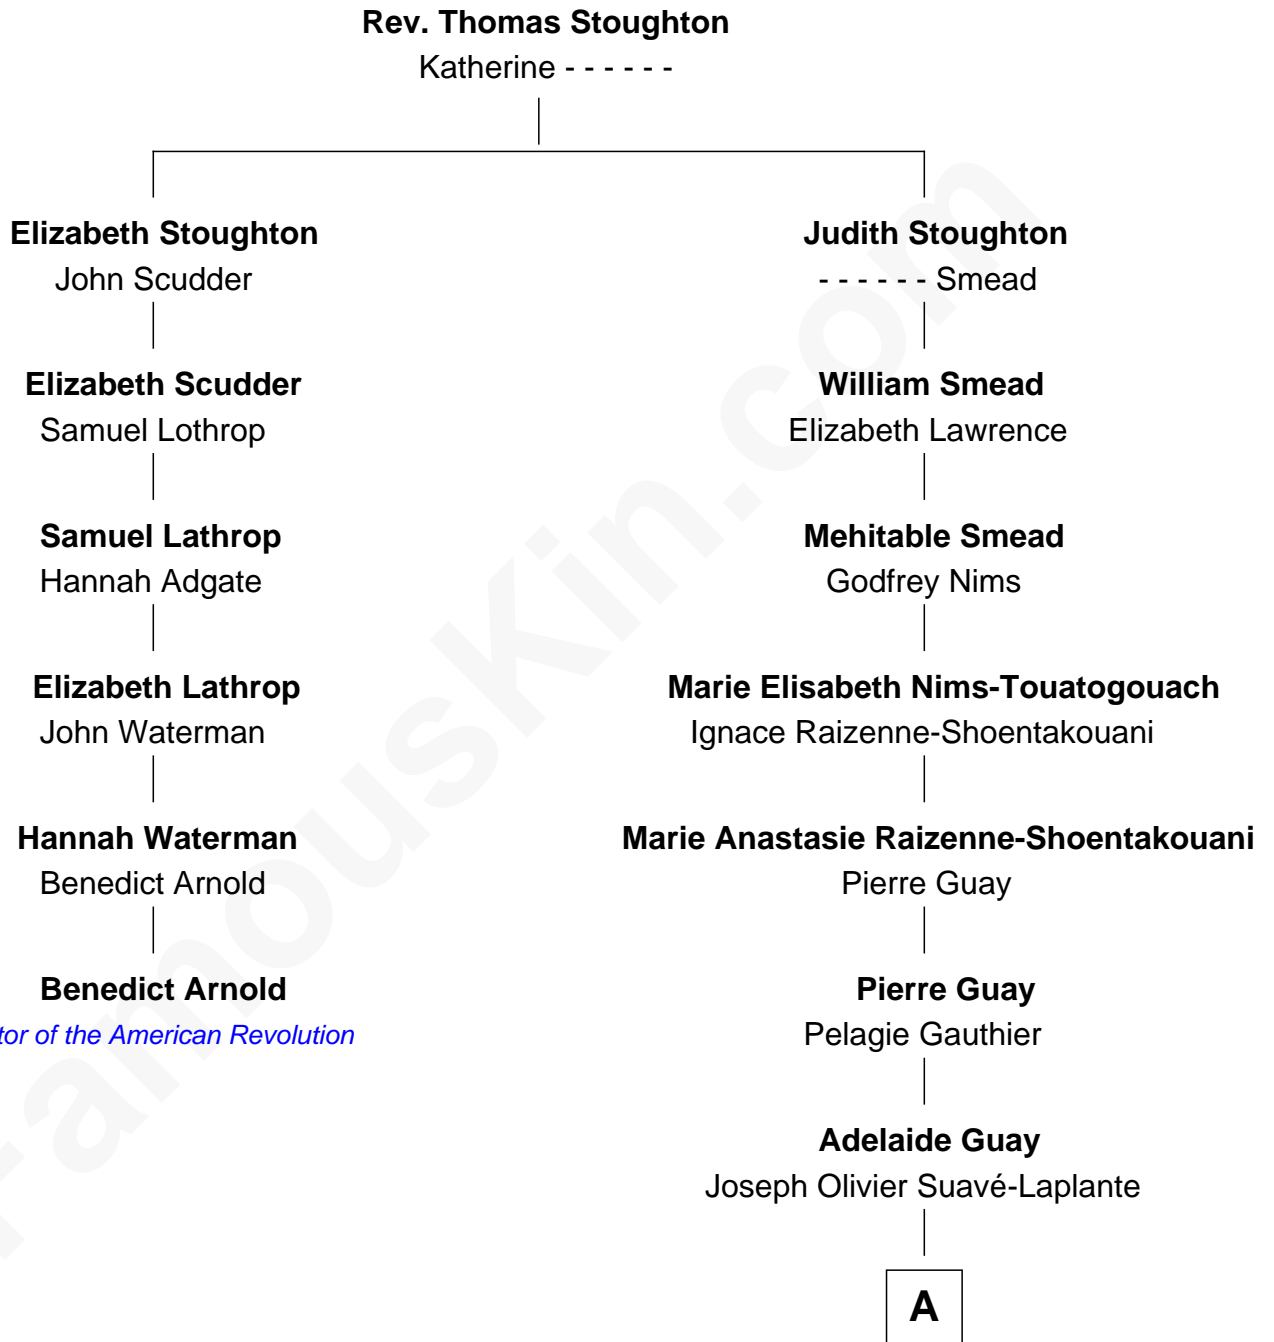 Rev. Thomas Stoughton
Katherine - - - - - -
Elizabeth Stoughton
John Scudder
Judith Stoughton
- - - - - - Smead
Elizabeth Scudder
Samuel Lothrop
William Smead
Elizabeth Lawrence
Samuel Lathrop
Hannah Adgate
Mehitable Smead
Godfrey Nims
Elizabeth Lathrop
John Waterman
Marie Elisabeth Nims-Touatogouach
Ignace Raizenne-Shoentakouani
Hannah Waterman
Benedict Arnold
Marie Anastasie Raizenne-Shoentakouani
Pierre Guay
Benedict Arnold
of the American Revolution
Pierre Guay
Pelagie Gauthier
Adelaide Guay
Joseph Olivier Suavé-Laplante
A
FamousKin.com